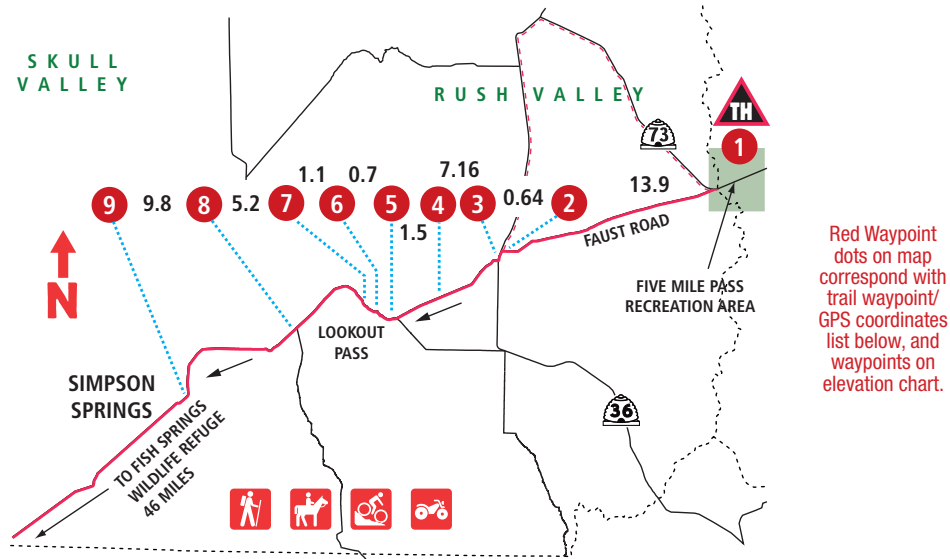 SKULL
VALLEY
RUSH VALLEY
TH
73
1
1.1 0.7 7.16 13.9
9 9.8 8 5.2 7 6 5 4 3 0.64 2
1.5
FAUST ROAD
N
FIVE MILE PASS
RECREATION AREA
LOOKOUT
PASS
SIMPSON
SPRINGS
36
TO FISH SPRINGS
WILDLIFE REFUGE
46 MILES
Red Waypoint
dots on map
correspond with
trail waypoint/
GPS coordinates
list below, and
waypoints on
elevation chart.